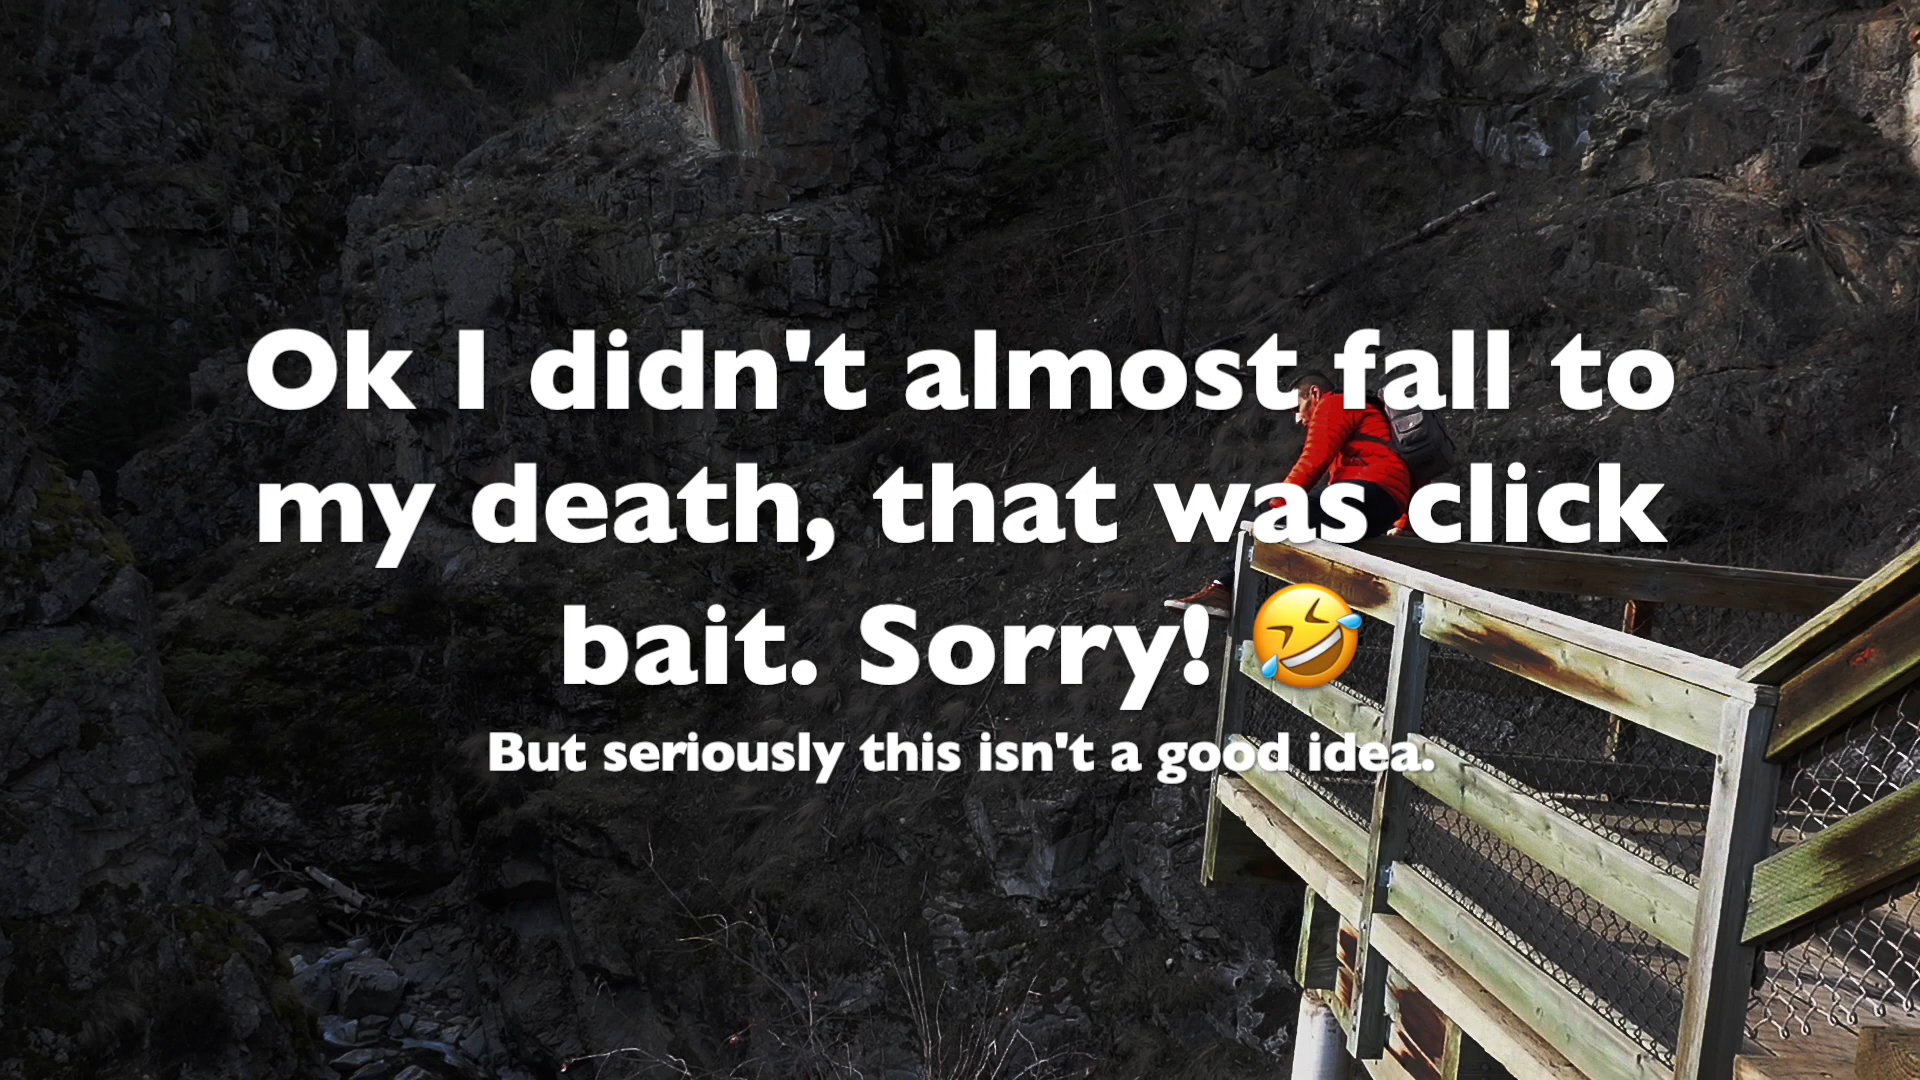 Ok I didn't almost fall to
my death, that was click
bait. Sorry! 🤣
But seriously this isn't a good idea.